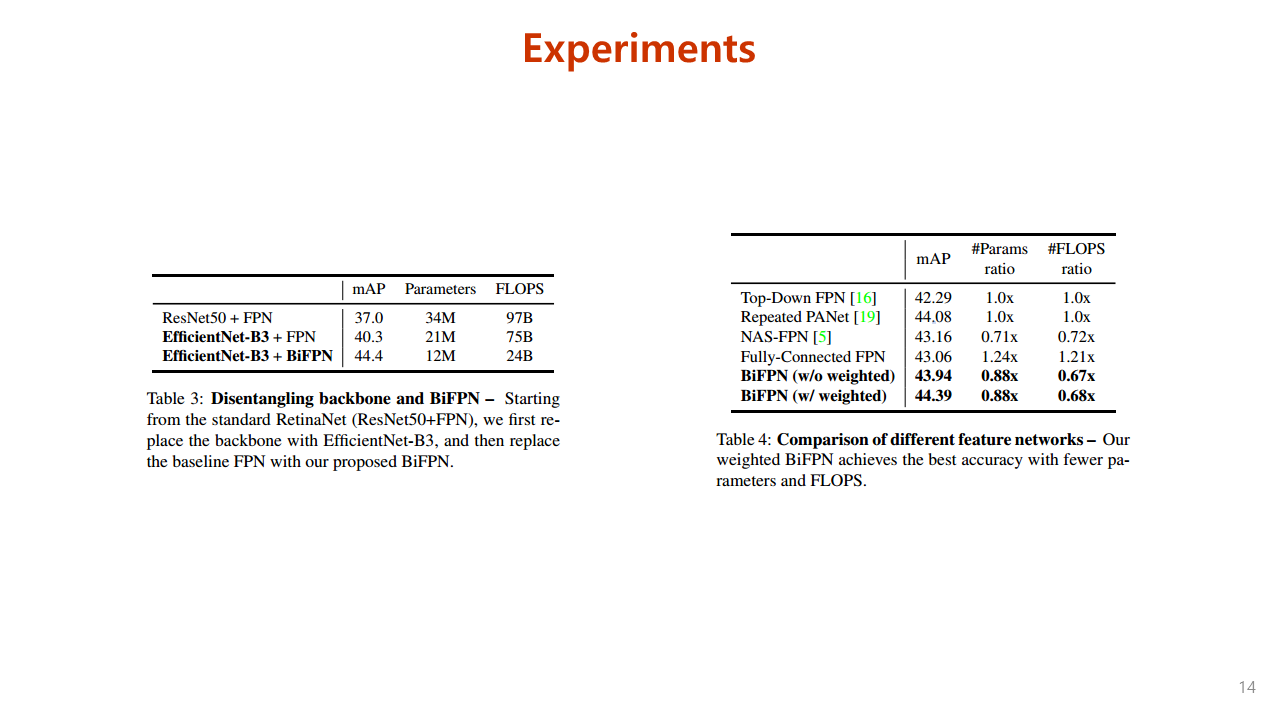 Experiments
mAP Parameters FLOPS
ResNet50 + FPN 37.0 34M 97B
EfficientNet-B3 + FPN 40.3 21M 75B
EfficientNet-B3 + BiFPN 44.4 12M 24B
Table 3: Disentangling backbone and BiFPN – Starting
from the standard RetinaNet (ResNet50+FPN), we first re-
place the backbone with EfficientNet-B3, and then replace
the baseline FPN with our proposed BiFPN.
mAP #Params ratio #FLOPS ratio
Top-Down FPN [16] 42.29 1.0x 1.0x
Repeated PANet [19] 44.08 1.0x 1.0x
NAS-FPN [5] 43.16 0.71x 0.72x
Fully-Connected FPN 43.06 1.24x 1.21x
BiFPN (w/o weighted) 43.94 0.88x 0.67x
BiFPN (w/ weighted) 44.39 0.88x 0.68x
Table 4: Comparison of different feature networks – Our
weighted BiFPN achieves the best accuracy with fewer pa-
rameters and FLOPS.
14